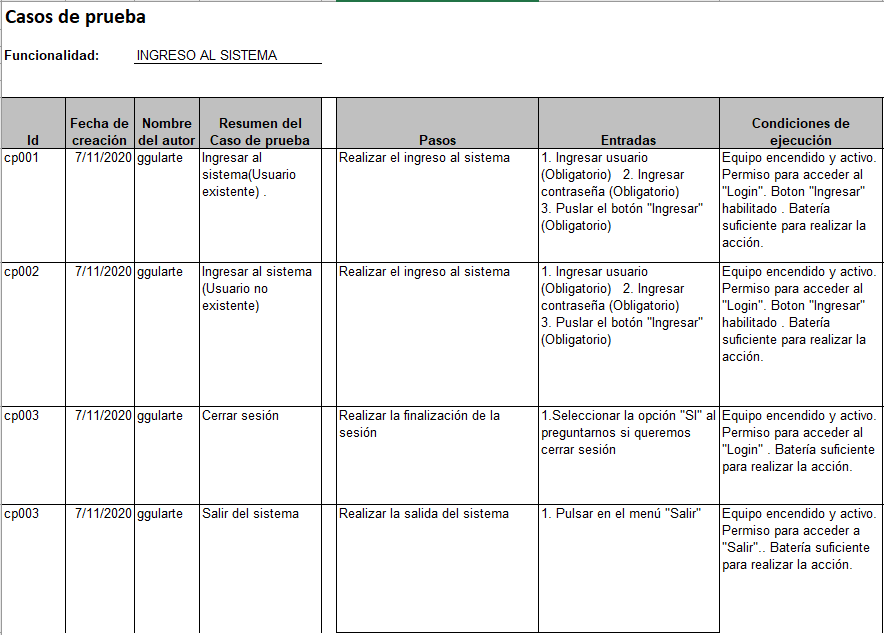 Casos de prueba
Funcionalidad: INGRESO AL SISTEMA
Id
Fecha de
creación
Nombre
del autor
Resumen del
Caso de prueba
Pasos
Entradas
Condiciones de
ejecución
cp001
7/11/2020
ggularte
Ingresar al
sistema(Usuario
existente) .
Realizar el ingreso al sistema
1. Ingresar usuario
(Obligatorio) 2. Ingresar
contraseña (Obligatorio)
3. Puslar el botón "Ingresar"
(Obligatorio)
Equipo encendido y activo.
Permiso para acceder al
"Login". Boton "Ingresar"
habilitado . Batería
suficiente para realizar la
acción.
cp002
7/11/2020
ggularte
Ingresar al sistema
(Usuario no
existente)
Realizar el ingreso al sistema
1. Ingresar usuario
(Obligatorio) 2. Ingresar
contraseña (Obligatorio)
3. Puslar el botón "Ingresar"
(Obligatorio)
Equipo encendido y activo.
Permiso para acceder al
"Login". Boton "Ingresar"
habilitado . Batería
suficiente para realizar la
acción.
cp003
7/11/2020
ggularte
Cerrar sesión
Realizar la finalización de la
sesión
1.Seleccionar la opción "SI" al
preguntarnos si queremos
cerrar sesión
Equipo encendido y activo.
Permiso para acceder al
"Login" . Batería suficiente
para realizar la acción.
cp003
7/11/2020
ggularte
Salir del sistema
Realizar la salida del sistema
1. Pulsar en el menú "Salir"
Equipo encendido y activo.
Permiso para acceder a
"Salir".. Batería suficiente
para realizar la acción.